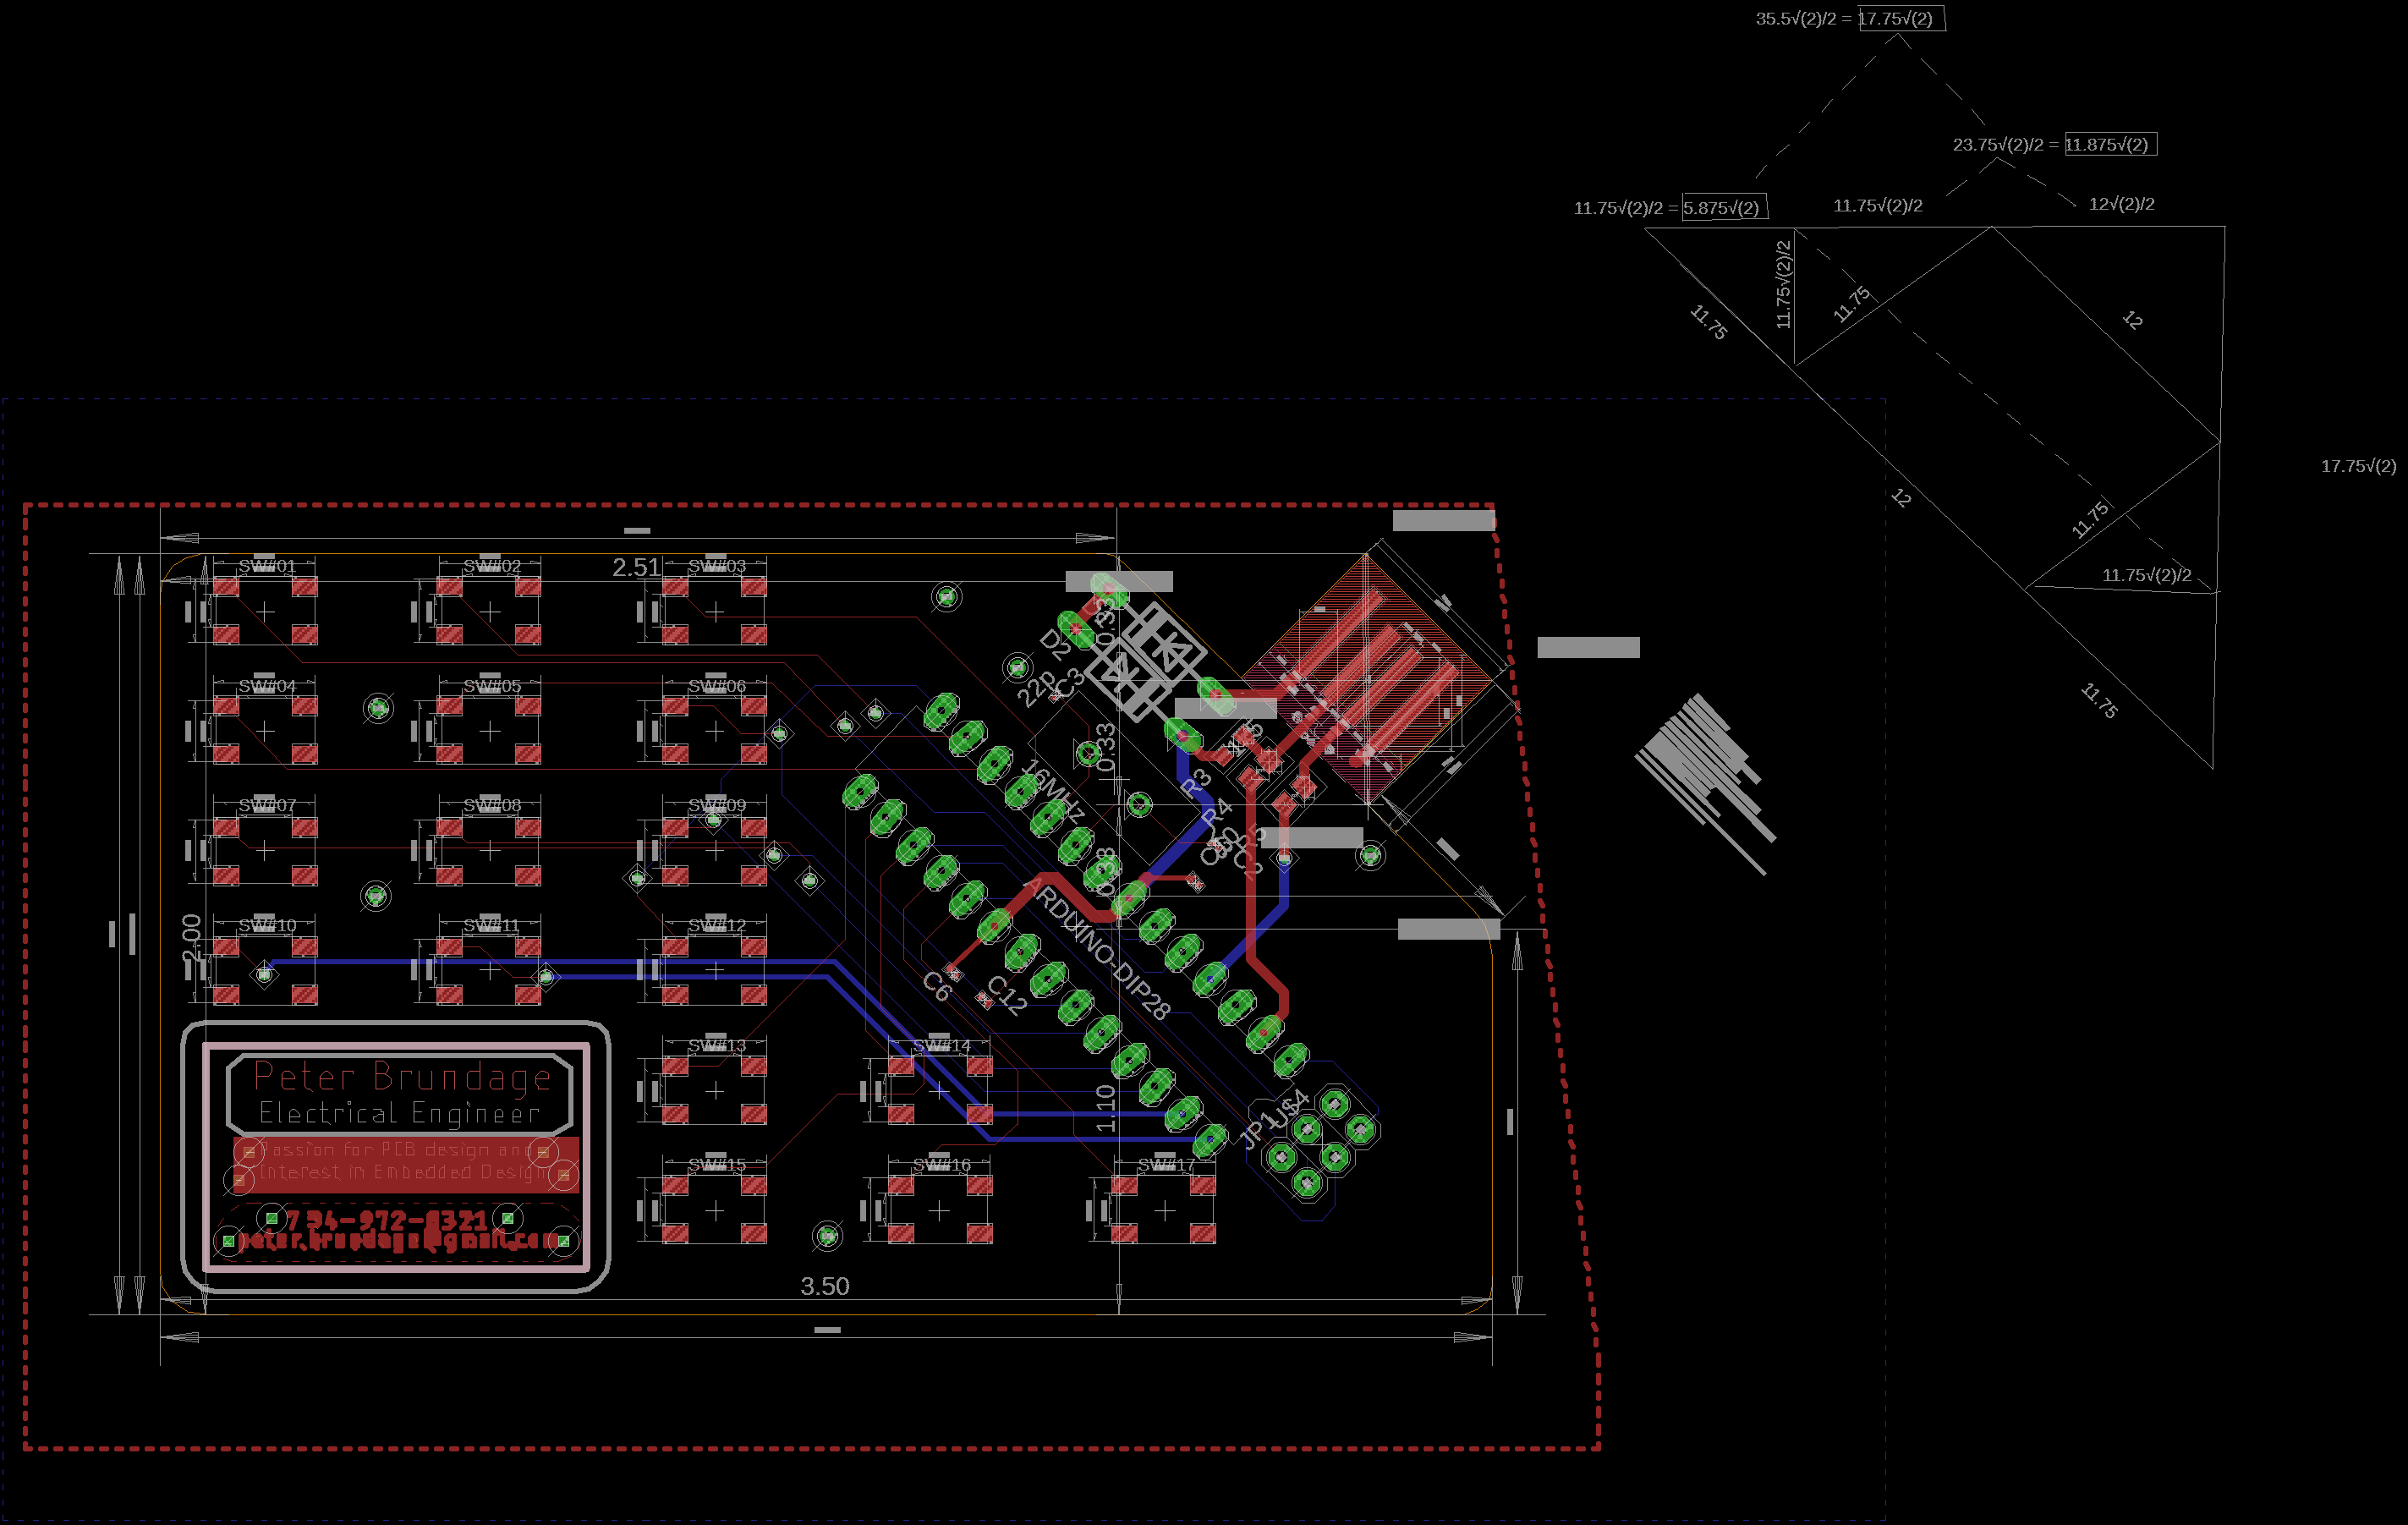 35.5√(2)/2 = 17.75√(2)
23.75√(2)/2 = 11.875√(2)
11.75√(2)/2 = 5.875√(2)
11.75√(2)/2
12√(2)/2
11.75√(2)/2
11.75
11.75
12
17.75√(2)
12
11.75
11.75√(2)/2
11.75
2.51
SW#01
SW#02
SW#03
D2
22p
C3
SW#04
SW#05
SW#06
0.33
16MHz
R3
R4
SW#07
SW#08
SW#09
C2
2.00
SW#10
SW#11
SW#12
ARDUINO-DIP28
C6
C12
SW#13
SW#14
1.10
JP1
U$4
Peter Brundage
Electrical Engineer
Passion for PCB design and
Interest in Embedded Design
SW#15
SW#16
SW#17
peter.brundage@gmail.com
3.50